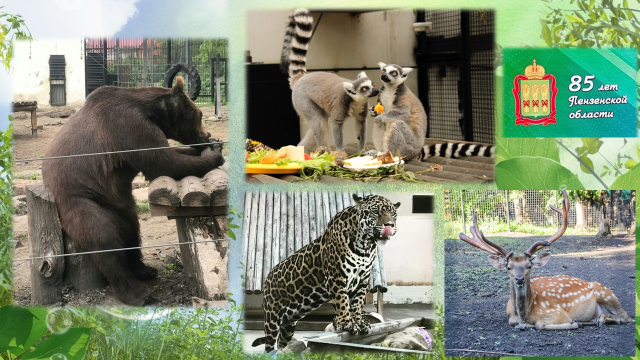 85 лет
Пензенской
области